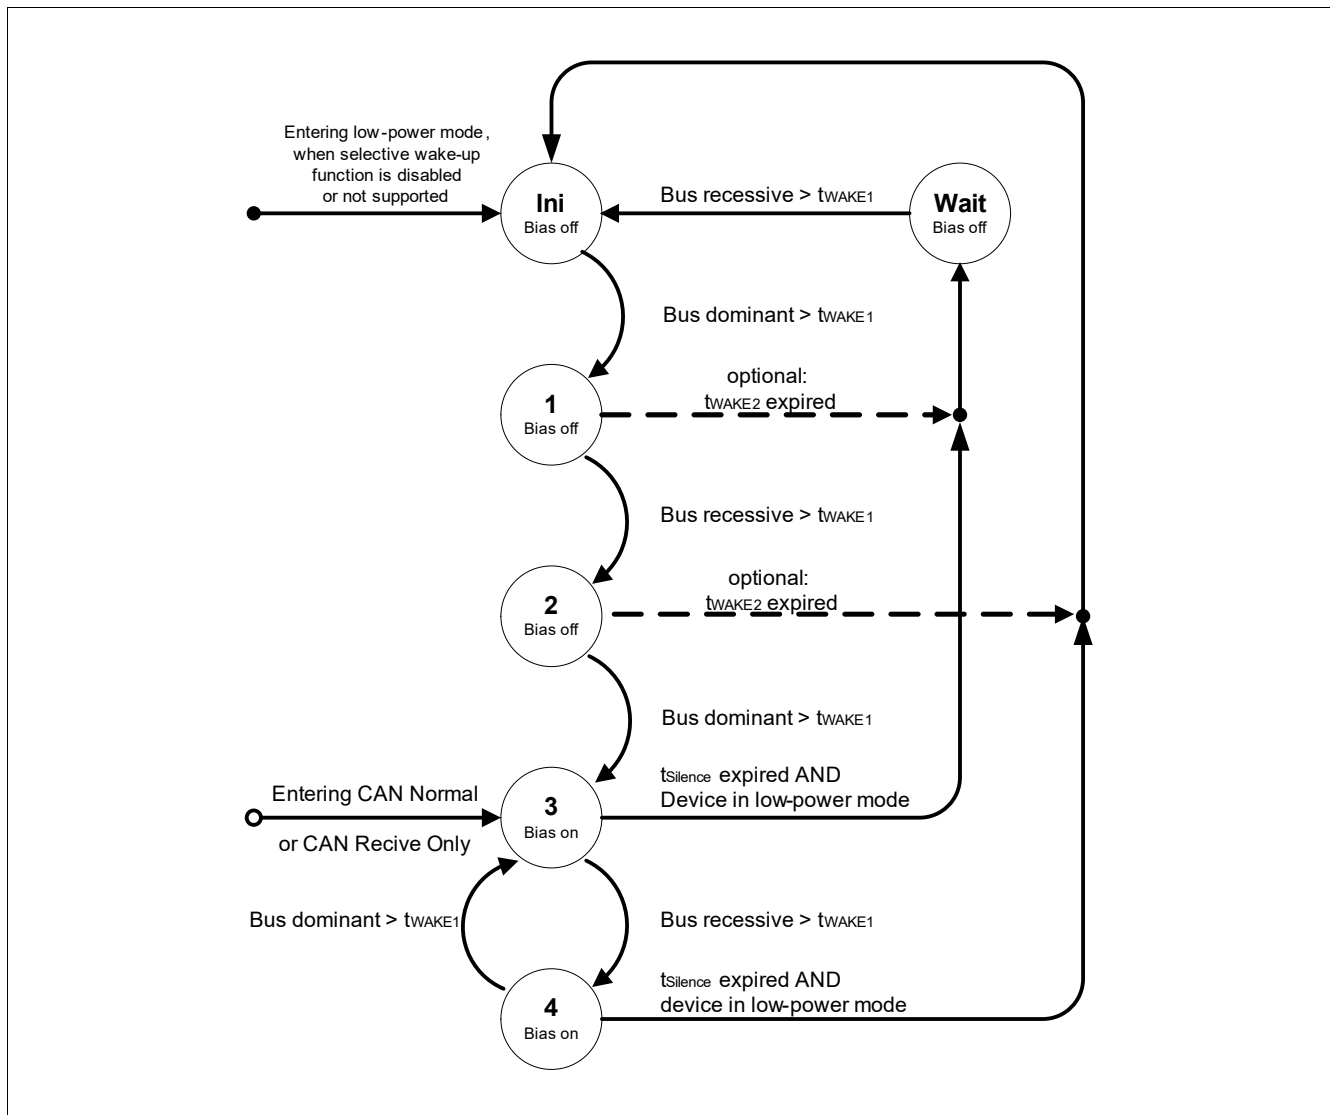 Entering low-power mode,
when selective wake-up
function is disabled
or not supported
Ini
Bias off
Bus recessive > tWAKE1
Wait
Bias off
Bus dominant > tWAKE1
optional:
tWAKE2 expired
1
Bias off
Bus recessive > tWAKE1
optional:
tWAKE2 expired
2
Bias off
Bus dominant > tWAKE1
tSilence expired AND
Device in low-power mode
Entering CAN Normal
or CAN Recive Only
3
Bias on
Bus dominant > tWAKE1
Bus recessive > tWAKE1
tSilence expired AND
device in low-power mode
4
Bias on